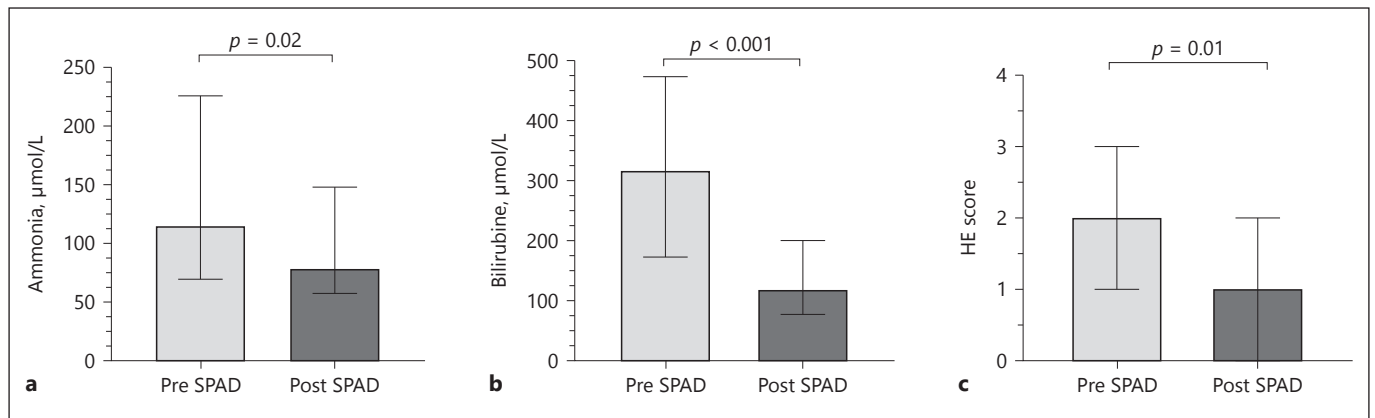 p = 0.02
250
200
150
100
50
0
Ammonia, µmol/L
Pre SPAD
Post SPAD
a
p < 0.001
500
400
300
200
100
0
Bilirubine, µmol/L
Pre SPAD
Post SPAD
b
p = 0.01
4
3
2
1
0
HE score
Pre SPAD
Post SPAD
c